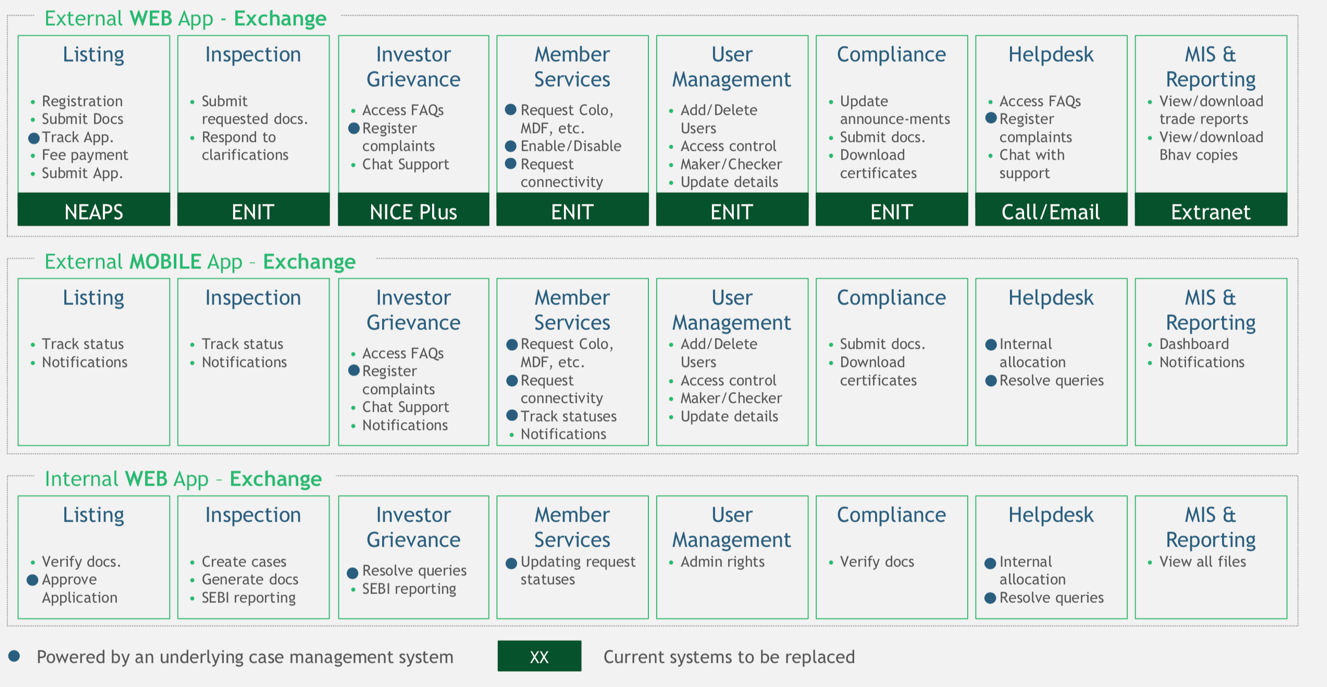 External WEB App - Exchange
Listing
• Registration
• Submit Docs
• Track App.
• Fee payment
• Submit App.
NEAPS
Inspection
• Submit
requested docs.
• Respond to
clarifications
ENIT
Investor
Grievance
• Access FAQs
• Register
complaints
• Chat Support
NICE Plus
Member
Services
• Request Colo,
MDF, etc.
• Enable/Disable
• Request
connectivity
ENIT
User
Management
• Add/Delete
Users
• Access control
• Maker/Checker
• Update details
ENIT
Compliance
• Update
announce-ments
• Submit docs.
• Download
certificates
ENIT
Helpdesk
• Access FAQs
• Register
complaints
• Chat with
support
Call/Email
MIS &
Reporting
• View/download
trade reports
• View/download
Bhav copies
Extranet
External MOBILE App – Exchange
Listing
• Track status
• Notifications
Inspection
• Track status
• Notifications
Investor
Grievance
• Access FAQs
• Register
complaints
• Chat Support
• Notifications
Member
Services
• Request Colo,
MDF, etc.
• Request
connectivity
• Track statuses
• Notifications
User
Management
• Add/Delete
Users
• Access control
• Maker/Checker
• Update details
Compliance
• Submit docs.
• Download
certificates
Helpdesk
• Internal
allocation
• Resolve queries
MIS &
Reporting
• Dashboard
• Notifications
Internal WEB App – Exchange
Listing
• Verify docs.
• Approve
Application
Inspection
• Create cases
• Generate docs
• SEBI reporting
Investor
Grievance
• Resolve queries
• SEBI reporting
Member
Services
• Updating request
statuses
User
Management
• Admin rights
Compliance
• Verify docs
Helpdesk
• Internal
allocation
• Resolve queries
MIS &
Reporting
• View all files
• Powered by an underlying case management system
XX
Current systems to be replaced